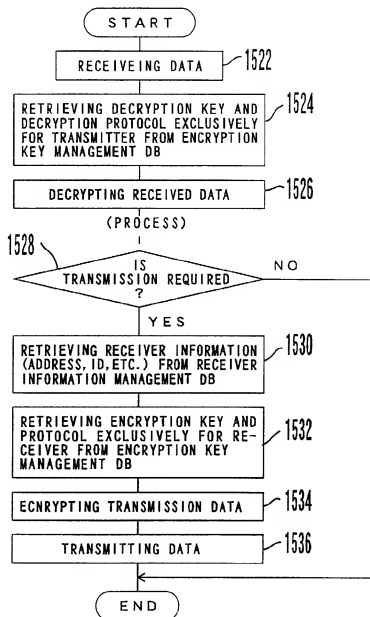 START
RECEIVEING DATA
1522
RETRIEVING DECRYPTION KEY AND
DECRYPTION PROTOCOL EXCLUSIVELY
FOR TRANSMITTER FROM ENCRYPTION
KEY MANAGEMENT DB
1524
DECRYPTING RECEIVED DATA
1526
(PROCESS)
1528
IS
TRANSMISSION REQUIRED
?
NO
YES
RETRIEVING RECEIVER INFORMATION
(ADDRESS, ID, ETC.) FROM RECEIVER
INFORMATION MANAGEMENT DB
1530
RETRIEVING ENCRYPTION KEY AND
PROTOCOL EXCLUSIVELY FOR RE-
CEIVER FROM ENCRYPTION KEY
MANAGEMENT DB
1532
ECNRYPTING TRANSMISSION DATA
1534
TRANSMITTING DATA
1536
END